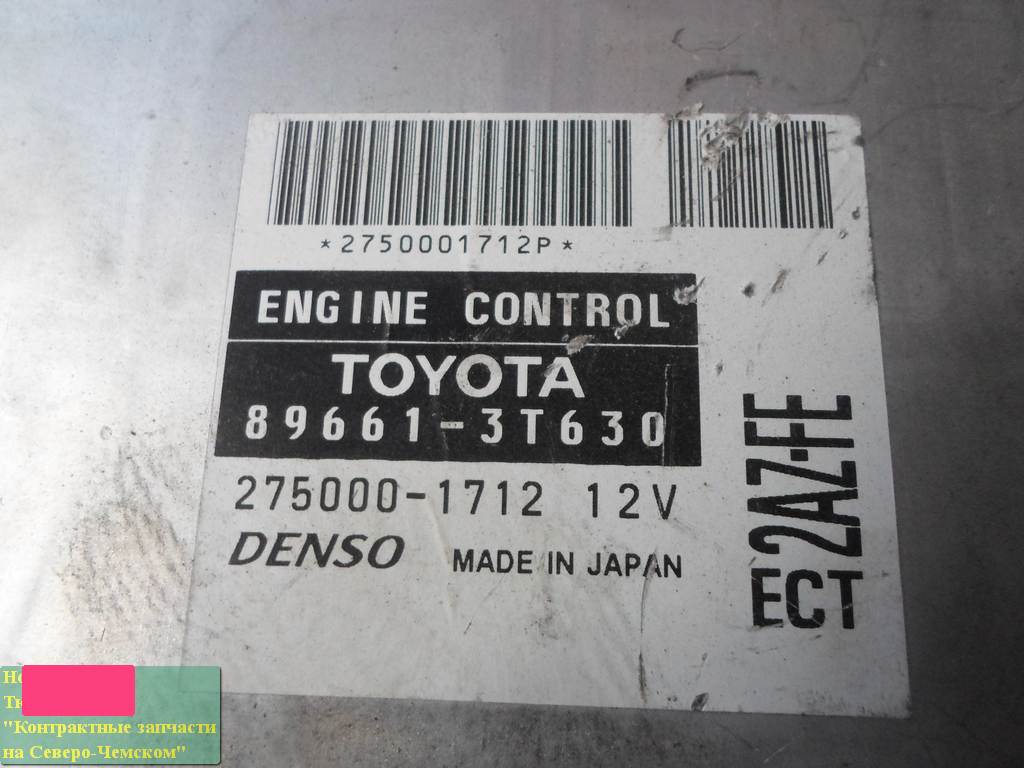 *2750001712P*
ENGINE CONTROL
TOYOTA
89661-3T630
275000-1712 12V
DENSO MADE IN JAPAN
2AZ-FE
ECT
"Контрактные запчасти
на Северо-Чемском"